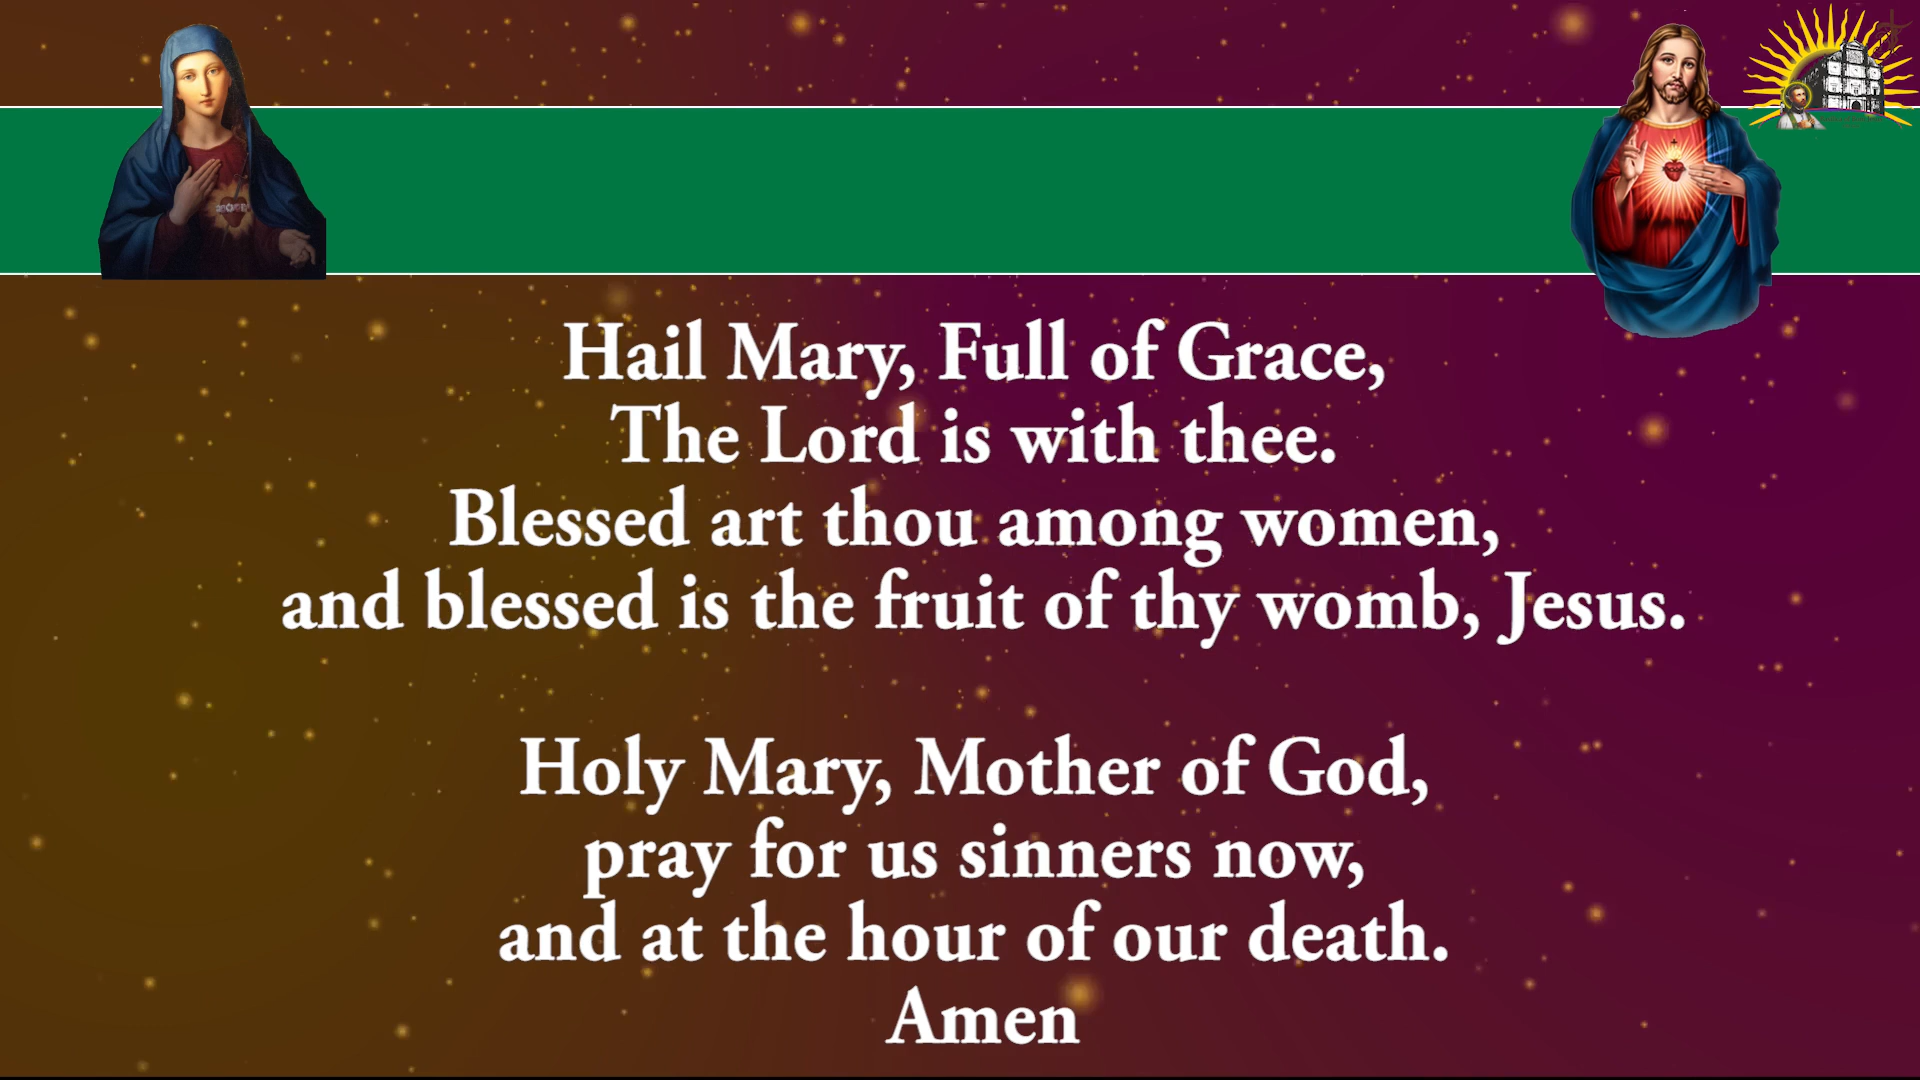 Hail Mary, Full of Grace,
The Lord is with thee.
Blessed art thou among women,
and blessed is the fruit of thy womb, Jesus.
Holy Mary, Mother of God,
pray for us sinners now,
and at the hour of our death.
Amen